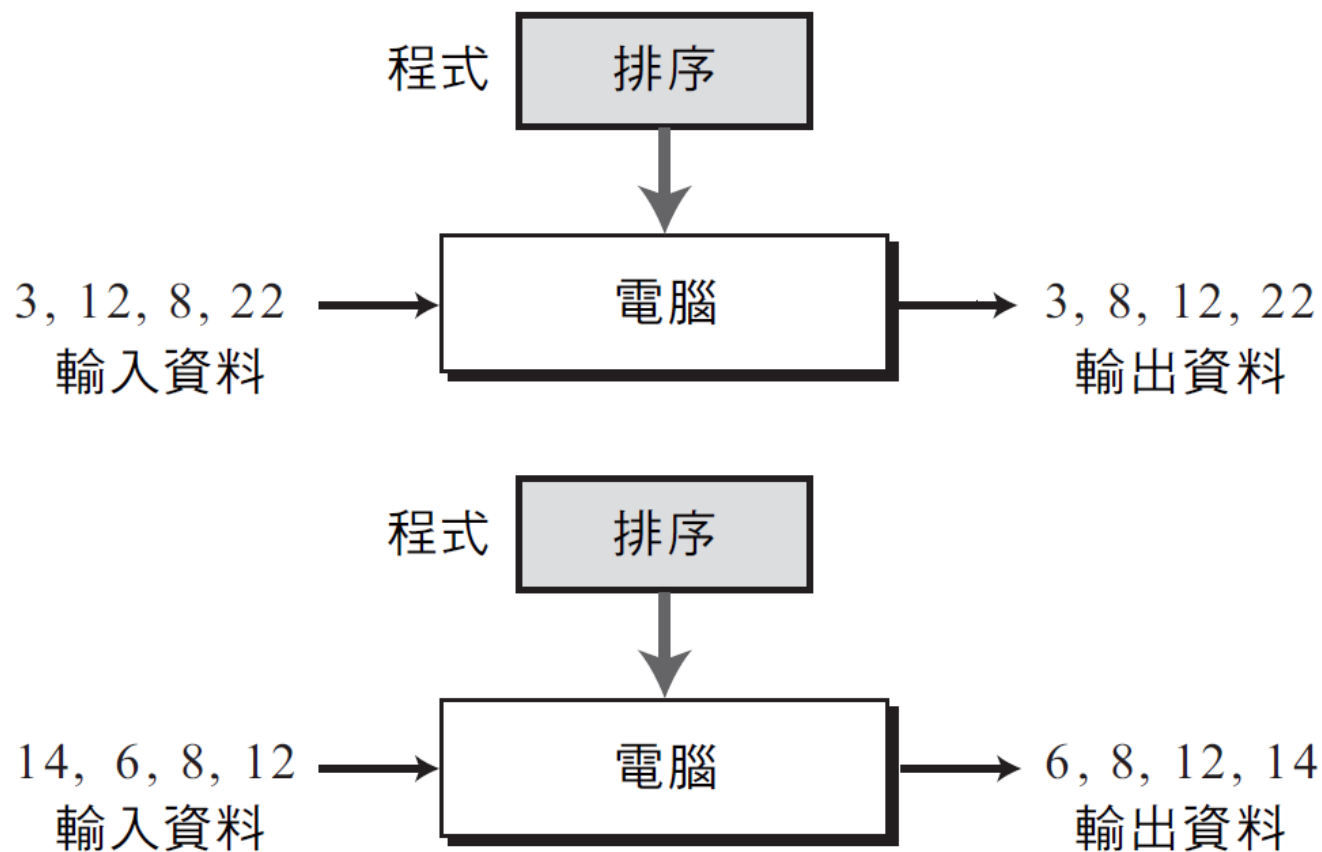 程式 排序
3, 12, 8, 22 電腦 3, 8, 12, 22
輸入資料 輸出資料
程式 排序
14, 6, 8, 12 電腦 6, 8, 12, 14
輸入資料 輸出資料